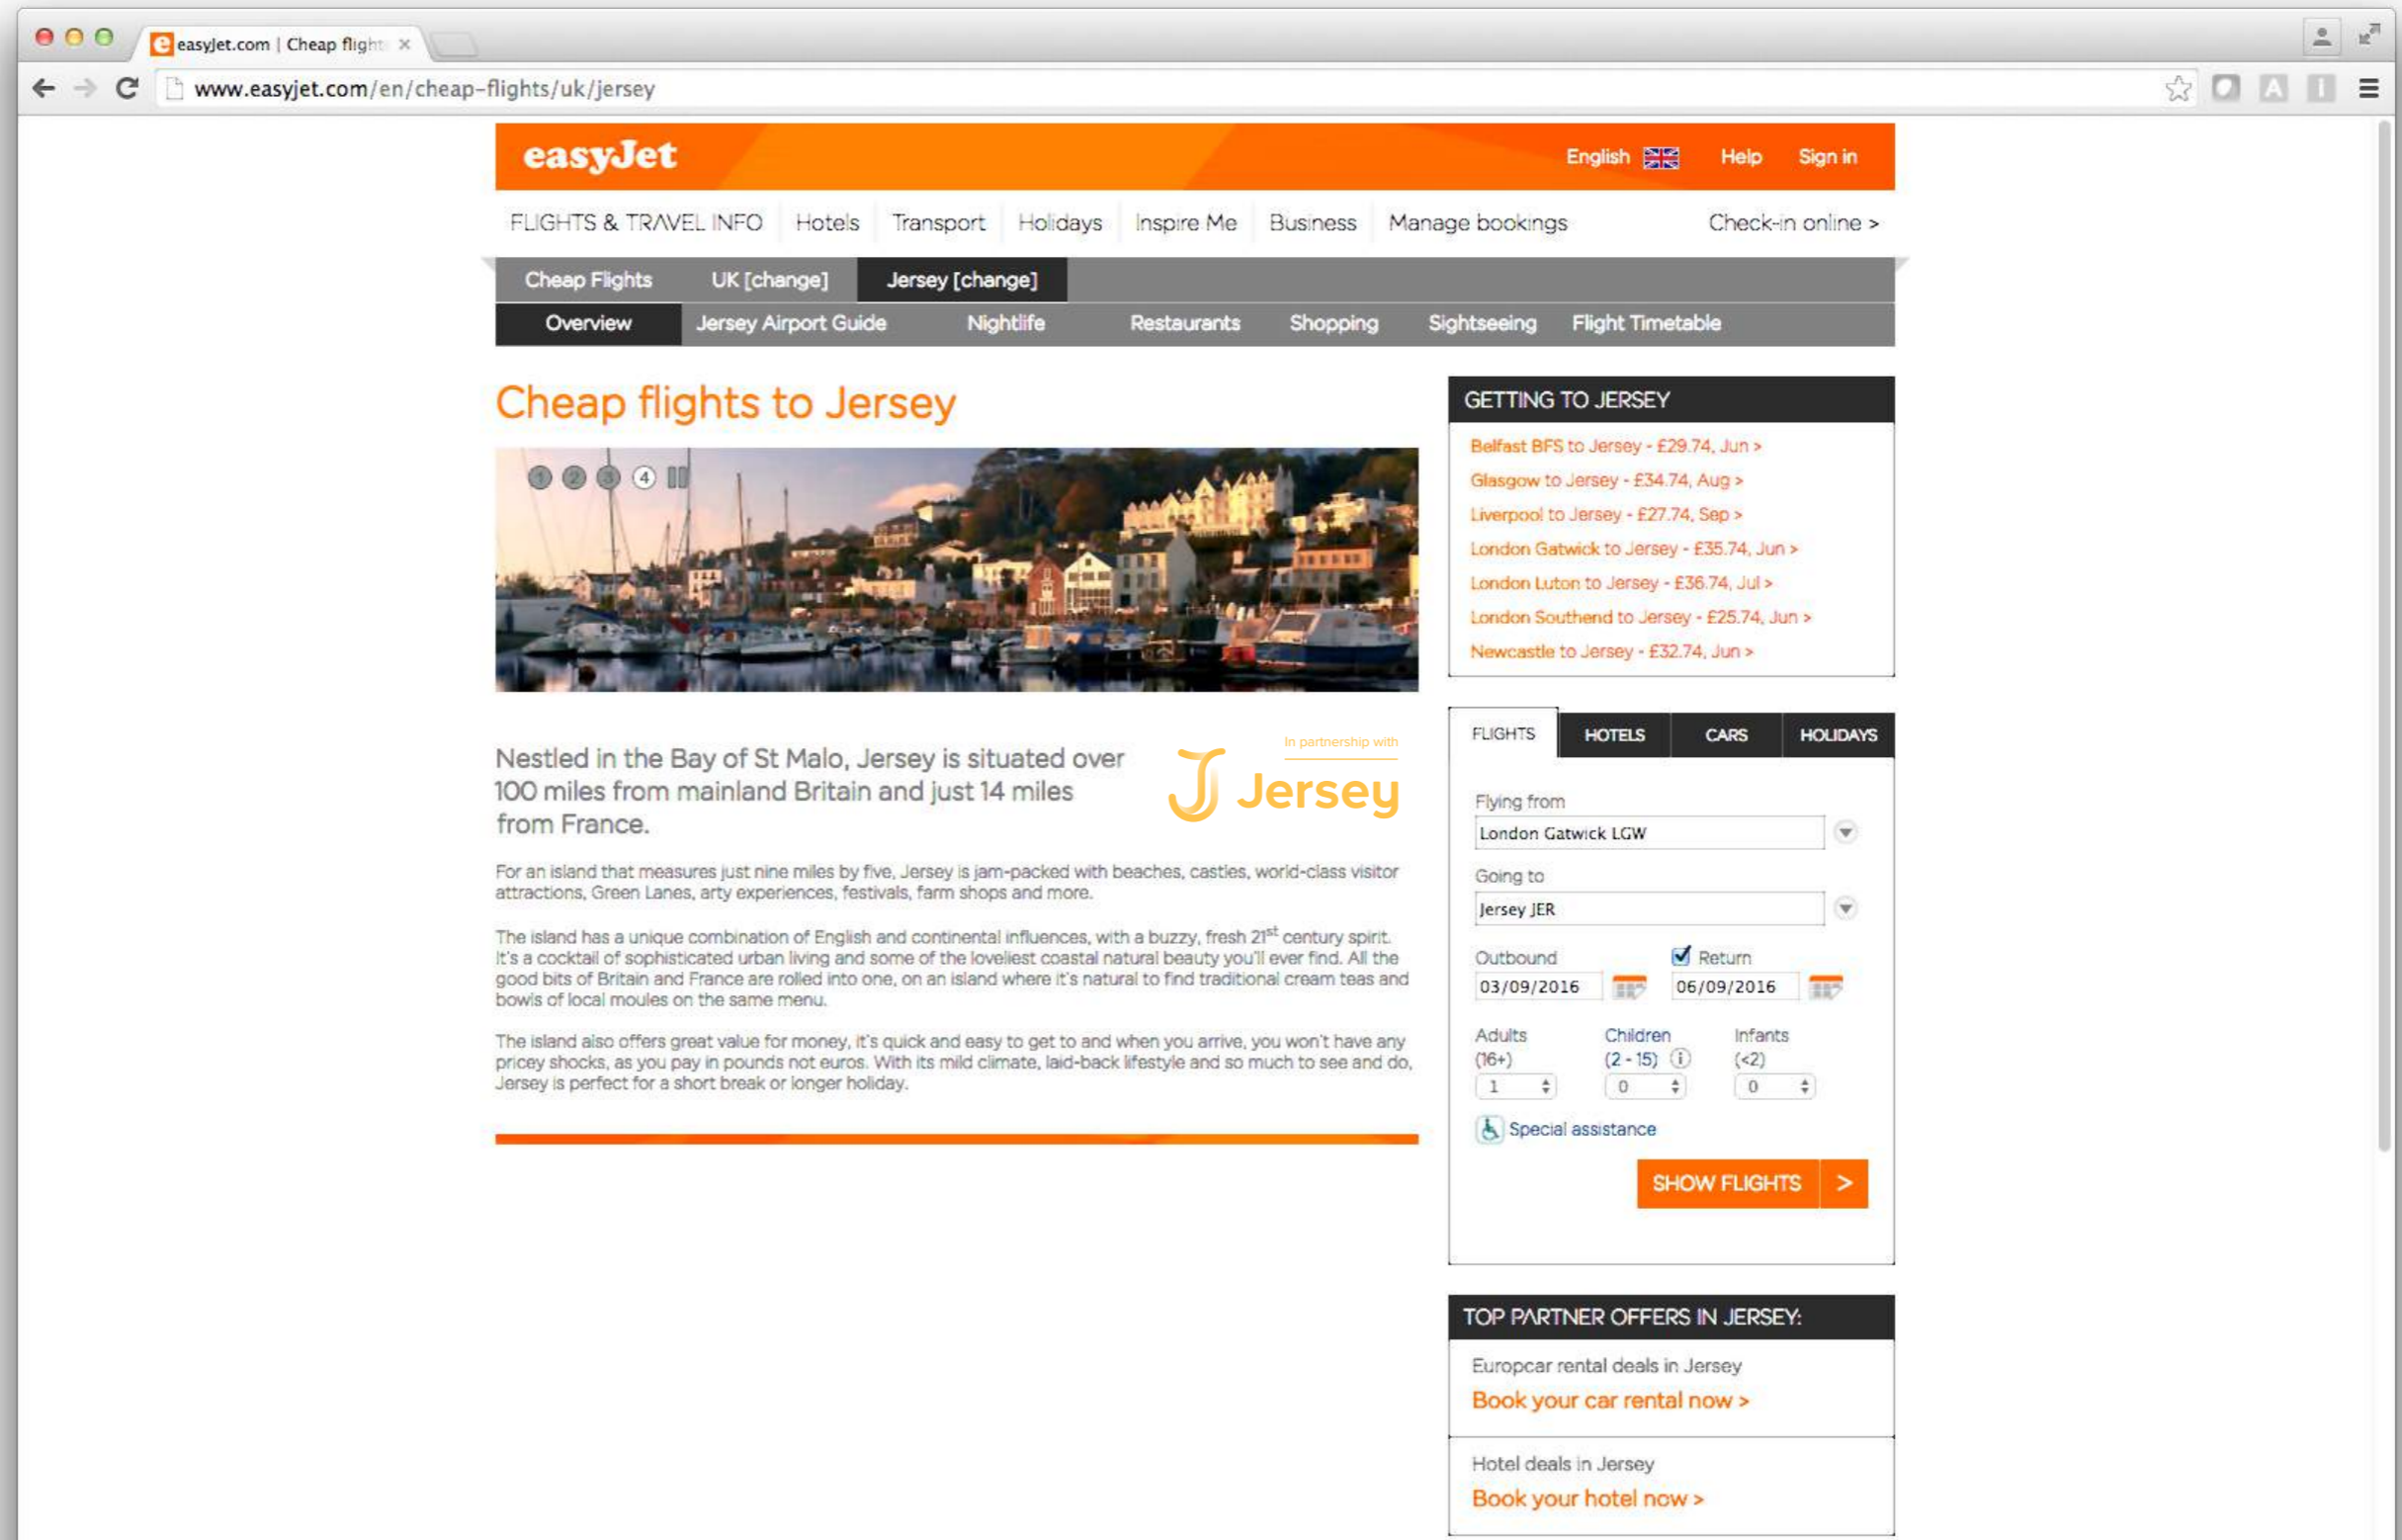 easyJet.com | Cheap flight
www.easyjet.com/en/cheap-flights/uk/jersey
easyJet
English Help Sign in
FLIGHTS & TRAVEL INFO Hotels Transport Holidays Inspire Me Business Manage bookings Check-in online >
Cheap Flights UK [change] Jersey [change]
Overview Jersey Airport Guide Nightlife Restaurants Shopping Sightseeing Flight Timetable
Cheap flights to Jersey
1 2 3 4
Nestled in the Bay of St Malo, Jersey is situated over
100 miles from mainland Britain and just 14 miles
from France.
In partnership with
Jersey
For an island that measures just nine miles by five, Jersey is jam-packed with beaches, castles, world-class visitor
attractions, Green Lanes, arty experiences, festivals, farm shops and more.
The island has a unique combination of English and continental influences, with a buzzy, fresh 21st century spirit.
It's a cocktail of sophisticated urban living and some of the loveliest coastal natural beauty you'll ever find. All the
good bits of Britain and France are rolled into one, on an island where it's natural to find traditional cream teas and
bowls of local moules on the same menu.
The island also offers great value for money, it's quick and easy to get to and when you arrive, you won't have any
pricey shocks, as you pay in pounds not euros. With its mild climate, laid-back lifestyle and so much to see and do,
Jersey is perfect for a short break or longer holiday.
GETTING TO JERSEY
Belfast BFS to Jersey - £29.74, Jun >
Glasgow to Jersey - £34.74, Aug >
Liverpool to Jersey - £27.74, Sep >
London Gatwick to Jersey - £35.74, Jun >
London Luton to Jersey - £36.74, Jul >
London Southend to Jersey - £25.74, Jun >
Newcastle to Jersey - £32.74, Jun >
FLIGHTS HOTELS CARS HOLIDAYS
Flying from
London Gatwick LGW
Going to
Jersey JER
Outbound Return
03/09/2016 06/09/2016
Adults Children Infants
(16+) (2 - 15) i (<2)
1 0 0
Special assistance
SHOW FLIGHTS >
TOP PARTNER OFFERS IN JERSEY:
Europcar rental deals in Jersey
Book your car rental now >
Hotel deals in Jersey
Book your hotel now >